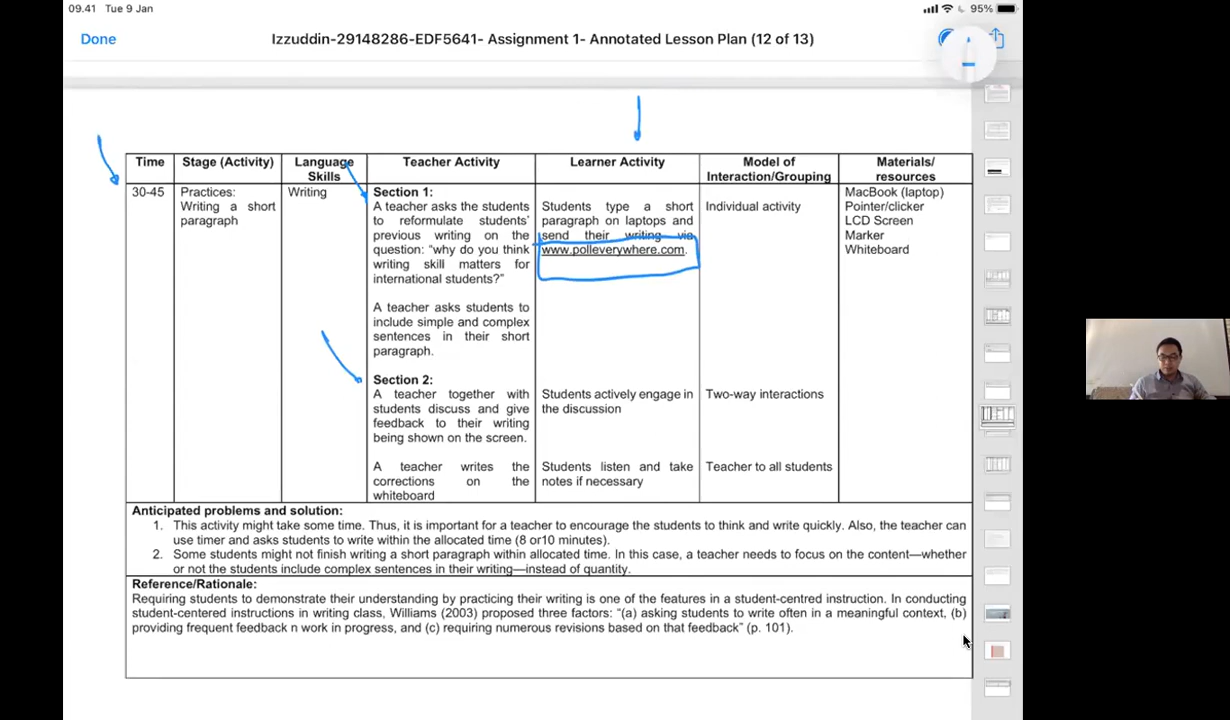 09.41 Tue 9 Jan
95%
Done
Izzuddin-29148286-EDF5641- Assignment 1- Annotated Lesson Plan (12 of 13)
Time
Stage (Activity)
Language
Skills
Teacher Activity
Learner Activity
Model of
Interaction/Grouping
Materials/
resources
30-45
Practices:
Writing a short
paragraph
Writing
Section 1:
A teacher asks the students
to reformulate students'
previous writing on the
question: "why do you think
writing skill matters for
international students?"
A teacher asks students to
include simple and complex
sentences in their short
paragraph.
Students type a short
paragraph on laptops and
send their writing via
www.polleverywhere.com.
Individual activity
MacBook (laptop)
Pointer/clicker
LCD Screen
Marker
Whiteboard
Section 2:
A teacher together with
students discuss and give
feedback to their writing
being shown on the screen.
Students actively engage in
the discussion
Two-way interactions
A teacher writes the
corrections on the
whiteboard
Students listen and take
notes if necessary
Teacher to all students
Anticipated problems and solution:
1. This activity might take some time. Thus, it is important for a teacher to encourage the students to think and write quickly. Also, the teacher can
use timer and asks students to write within the allocated time (8 or10 minutes).
2. Some students might not finish writing a short paragraph within allocated time. In this case, a teacher needs to focus on the content—whether
or not the students include complex sentences in their writing—instead of quantity.
Reference/Rationale:
Requiring students to demonstrate their understanding by practicing their writing is one of the features in a student-centred instruction. In conducting
student-centered instructions in writing class, Williams (2003) proposed three factors: "(a) asking students to write often in a meaningful context, (b)
providing frequent feedback n work in progress, and (c) requiring numerous revisions based on that feedback" (p. 101).